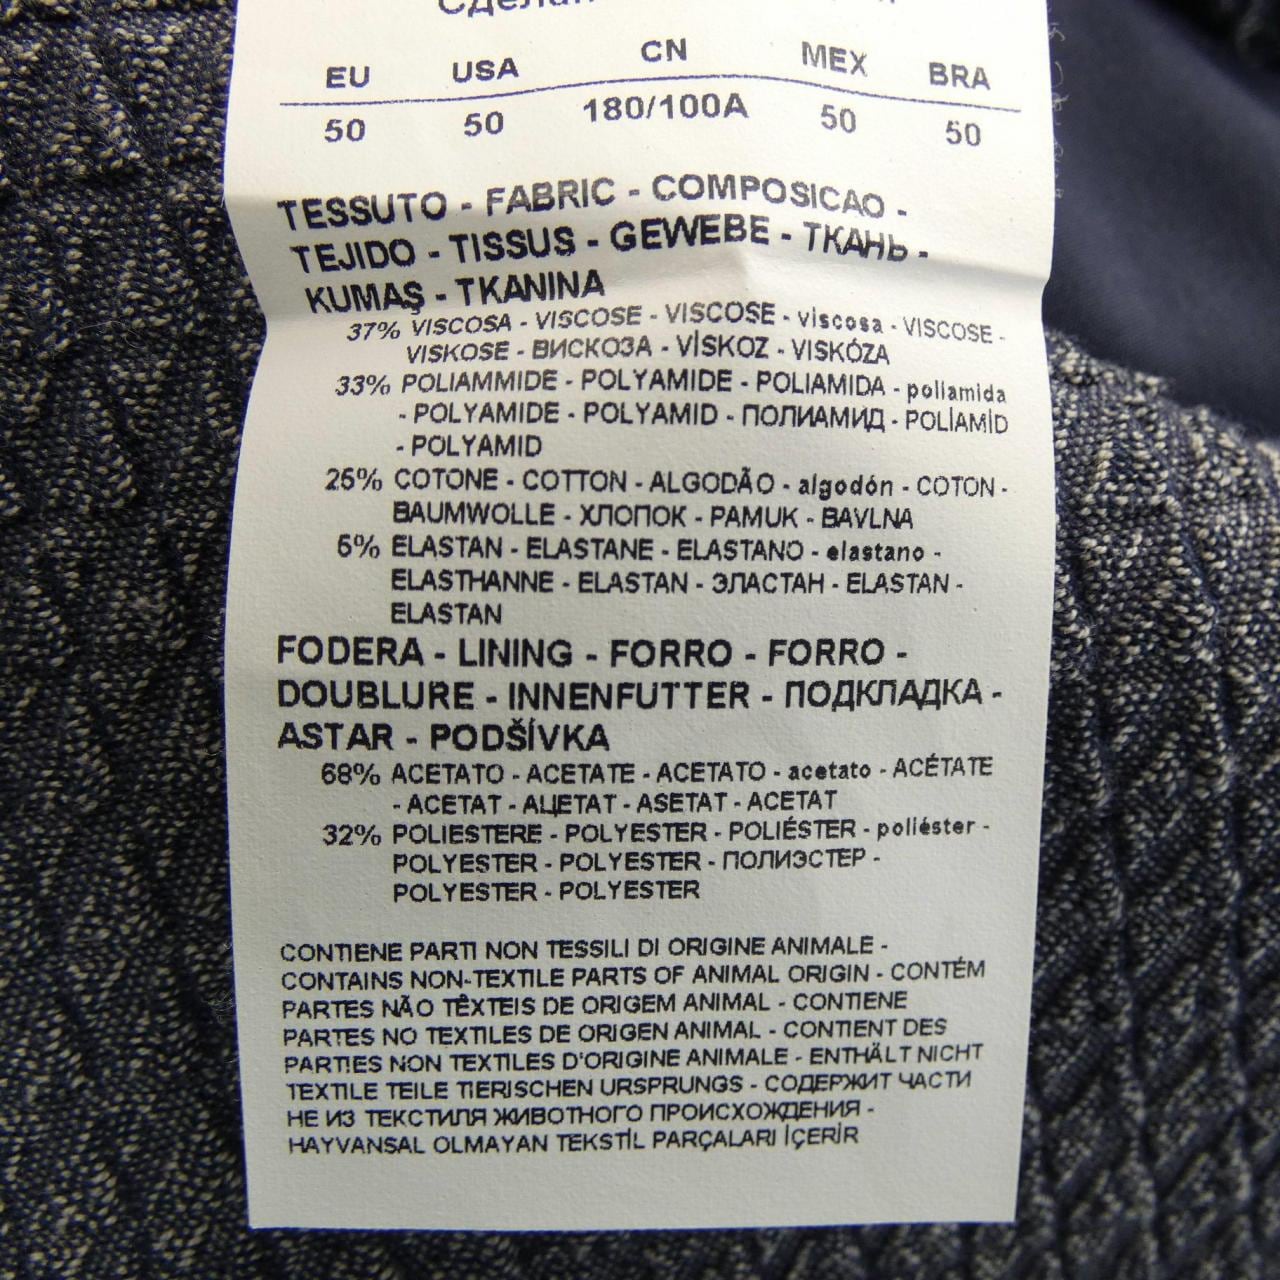 EU USA CN MEX BRA
50 50 180/100A 50 50
TESSUTO - FABRIC - COMPOSICAO -
TEJIDO - TISSUS - GEWEBE - ТКАНЬ -
KUMAŞ - TKANINA
37% VISCOSA - VISCOSE - VISCOSE - viscosa - VISCOSE -
VISKOSE - ВИСКОЗА - VİSKOZ - VISKÓZA
33% POLIAMMIDE - POLYAMIDE - POLIAMIDA - poliamida
- POLYAMIDE - POLYAMID - ПОЛИАМИД - POLİAMİD
- POLYAMID
25% COTONE - COTTON - ALGODÃO - algodón - COTON -
BAUMWOLLE - ХЛОПОК - PAMUK - BAVLNA
5% ELASTAN - ELASTANE - ELASTANO - elastano -
ELASTHANNE - ELASTAN - ЭЛАСТАН - ELASTAN -
ELASTAN
FODERA - LINING - FORRO - FORRO -
DOUBLURE - INNENFUTTER - ПОДКЛАДКА -
ASTAR - PODŠÍVKA
68% ACETATO - ACETATE - ACETATO - acetato - ACÉTATE
- ACETAT - АЦЕТАТ - ASETAT - ACETAT
32% POLIESTERE - POLYESTER - POLIÉSTER - poliéster -
POLYESTER - POLYESTER - ПОЛИЭСТЕР -
POLYESTER - POLYESTER
CONTIENE PARTI NON TESSILI DI ORIGINE ANIMALE -
CONTAINS NON-TEXTILE PARTS OF ANIMAL ORIGIN - CONTÉM
PARTES NÃO TÊXTEIS DE ORIGEM ANIMAL - CONTIENE
PARTES NO TEXTILES DE ORIGEN ANIMAL - CONTIENT DES
PARTIES NON TEXTILES D'ORIGINE ANIMALE - ENTHÄLT NICHT
TEXTILE TEILE TIERISCHEN URSPRUNGS - СОДЕРЖИТ ЧАСТИ
НЕ ИЗ ТЕКСТИЛЯ ЖИВОТНОГО ПРОИСХОЖДЕНИЯ -
HAYVANSAL OLMAYAN TEKSTİL PARÇALARI İÇERİR